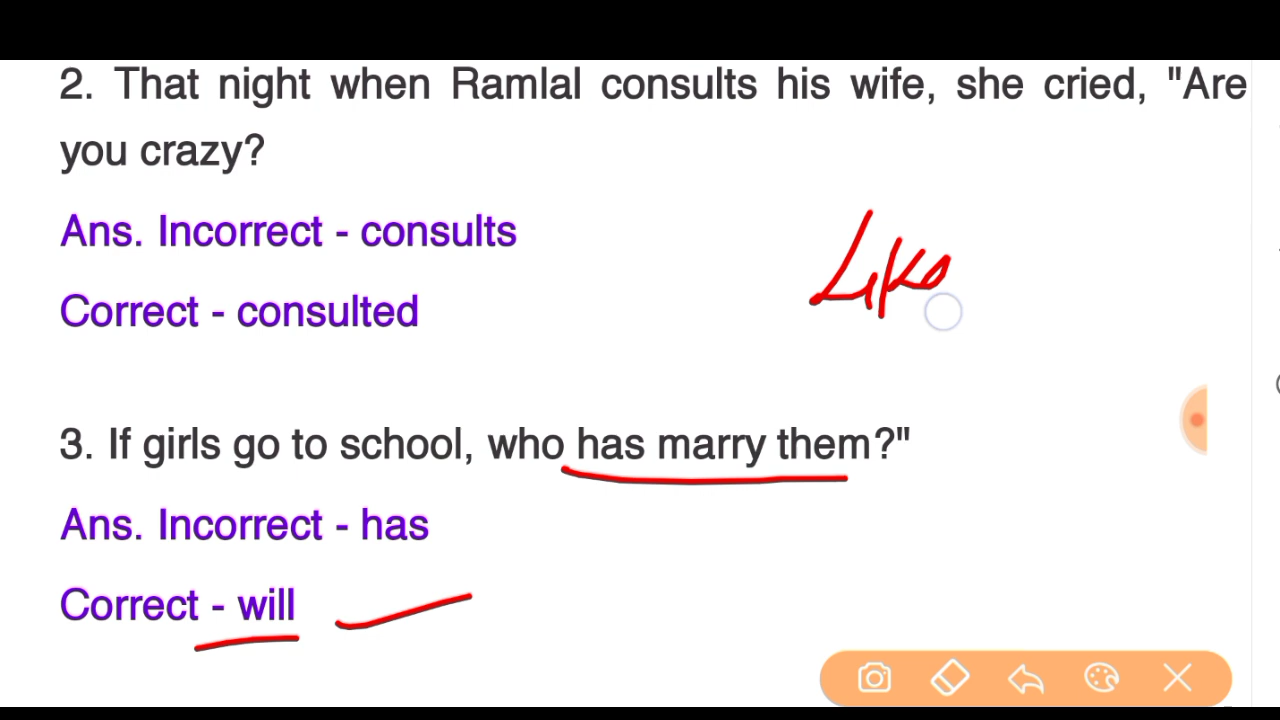 2. That night when Ramlal consults his wife, she cried, "Are
you crazy?
Ans. Incorrect - consults
Correct - consulted
Like
3. If girls go to school, who has marry them?"
Ans. Incorrect - has
Correct - will